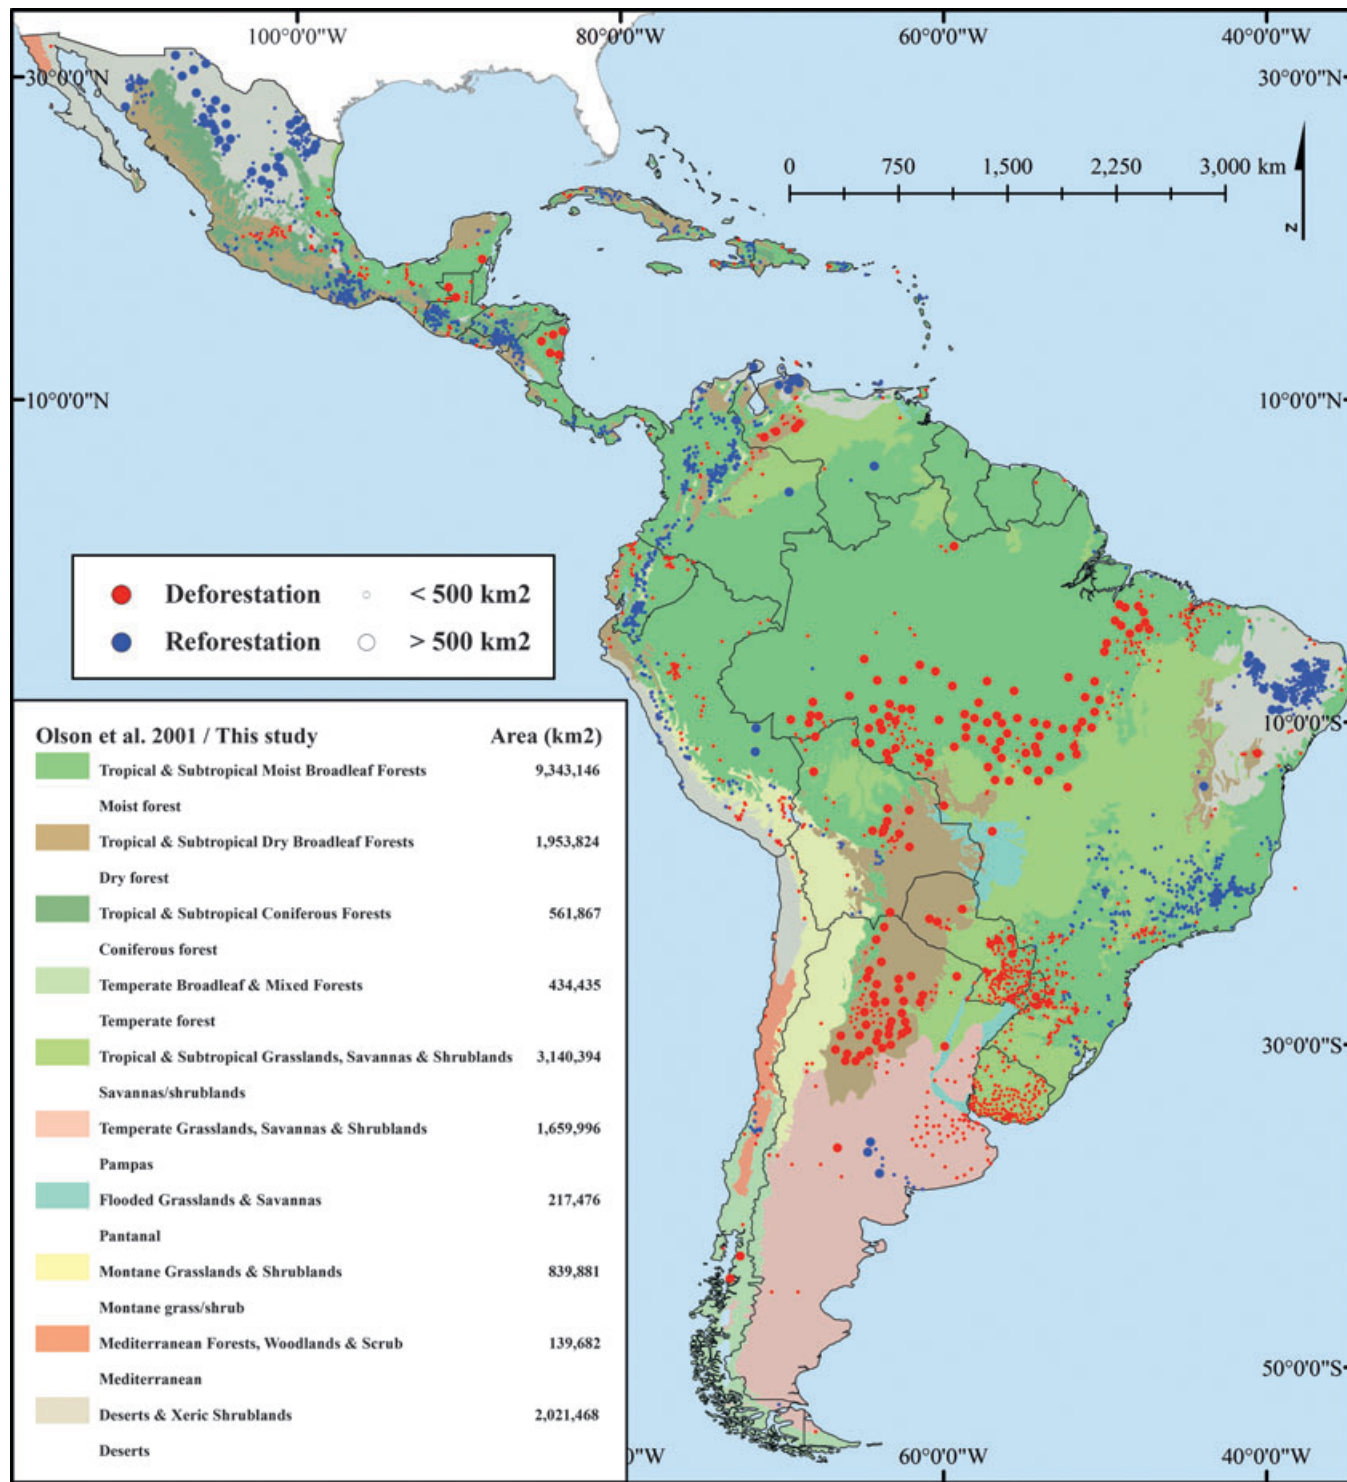 100°0'0"W 80°0'0"W 60°0'0"W 40°0'0"W
30°0'0"N 30°0'0"N
0 750 1,500 2,250 3,000 km
N
10°0'0"N 10°0'0"N
Deforestation < 500 km2
Reforestation > 500 km2
10°0'0"S
Olson et al. 2001 / This study Area (km2)
Tropical & Subtropical Moist Broadleaf Forests 9,343,146
Moist forest
Tropical & Subtropical Dry Broadleaf Forests 1,953,824
Dry forest
Tropical & Subtropical Coniferous Forests 561,867
Coniferous forest
Temperate Broadleaf & Mixed Forests 434,435
Temperate forest
Tropical & Subtropical Grasslands, Savannas & Shrublands 3,140,394
Savannas/shrublands
30°0'0"S
Temperate Grasslands, Savannas & Shrublands 1,659,996
Pampas
Flooded Grasslands & Savannas 217,476
Pantanal
Montane Grasslands & Shrublands 839,881
Montane grass/shrub
Mediterranean Forests, Woodlands & Scrub 139,682
Mediterranean
50°0'0"S
Deserts & Xeric Shrublands 2,021,468
Deserts
0"W 60°0'0"W 40°0'0"W